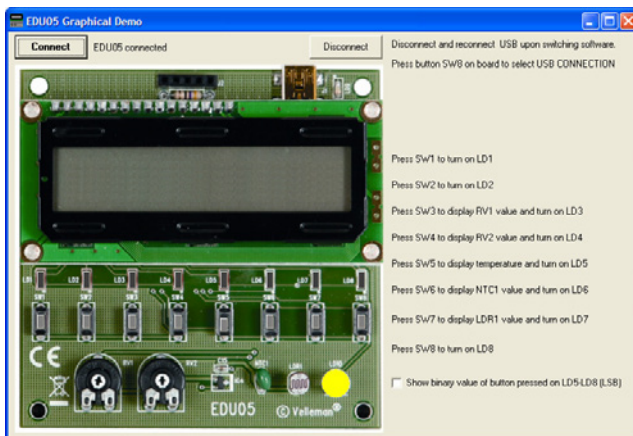 EDU05 Graphical Demo
Connect
EDU05 connected
Disconnect
Disconnect and reconnect USB upon switching software.
Press button SW8 on board to select USB CONNECTION
Press SW1 to turn on LD1
Press SW2 to turn on LD2
Press SW3 to display RV1 value and turn on LD3
Press SW4 to display RV2 value and turn on LD4
Press SW5 to display temperature and turn on LD5
Press SW6 to display NTC1 value and turn on LD6
Press SW7 to display LDR1 value and turn on LD7
Press SW8 to turn on LD8
Show binary value of button pressed on LD5-LD8 (LSB)
LD1 LD2 LD3 LD4 LD5 LD6 LD7 LD8
SW1 SW2 SW3 SW4 SW5 SW6 SW7 SW8
CE
RV1 RV2 NTC1 LDR1
EDU05 © Velleman®